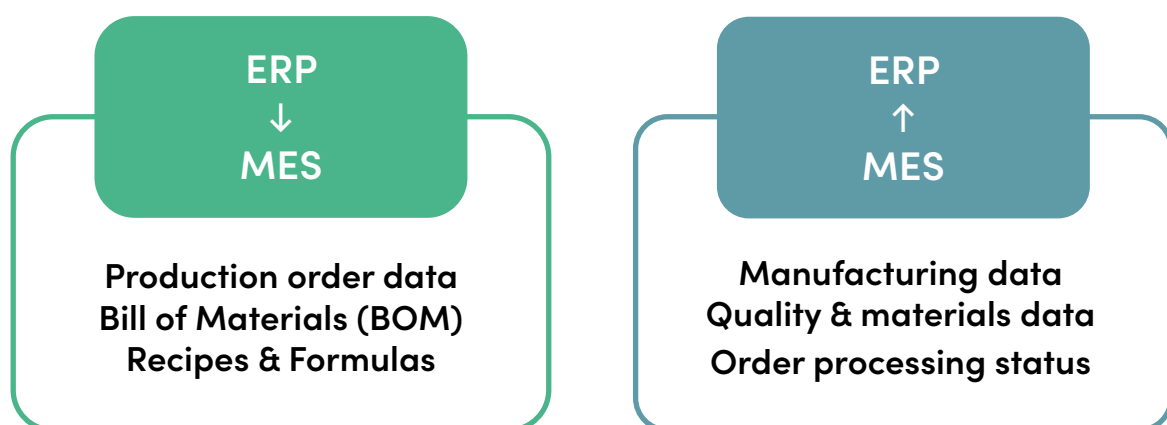 ERP
↓
MES
Production order data
Bill of Materials (BOM)
Recipes & Formulas
ERP
↑
MES
Manufacturing data
Quality & materials data
Order processing status